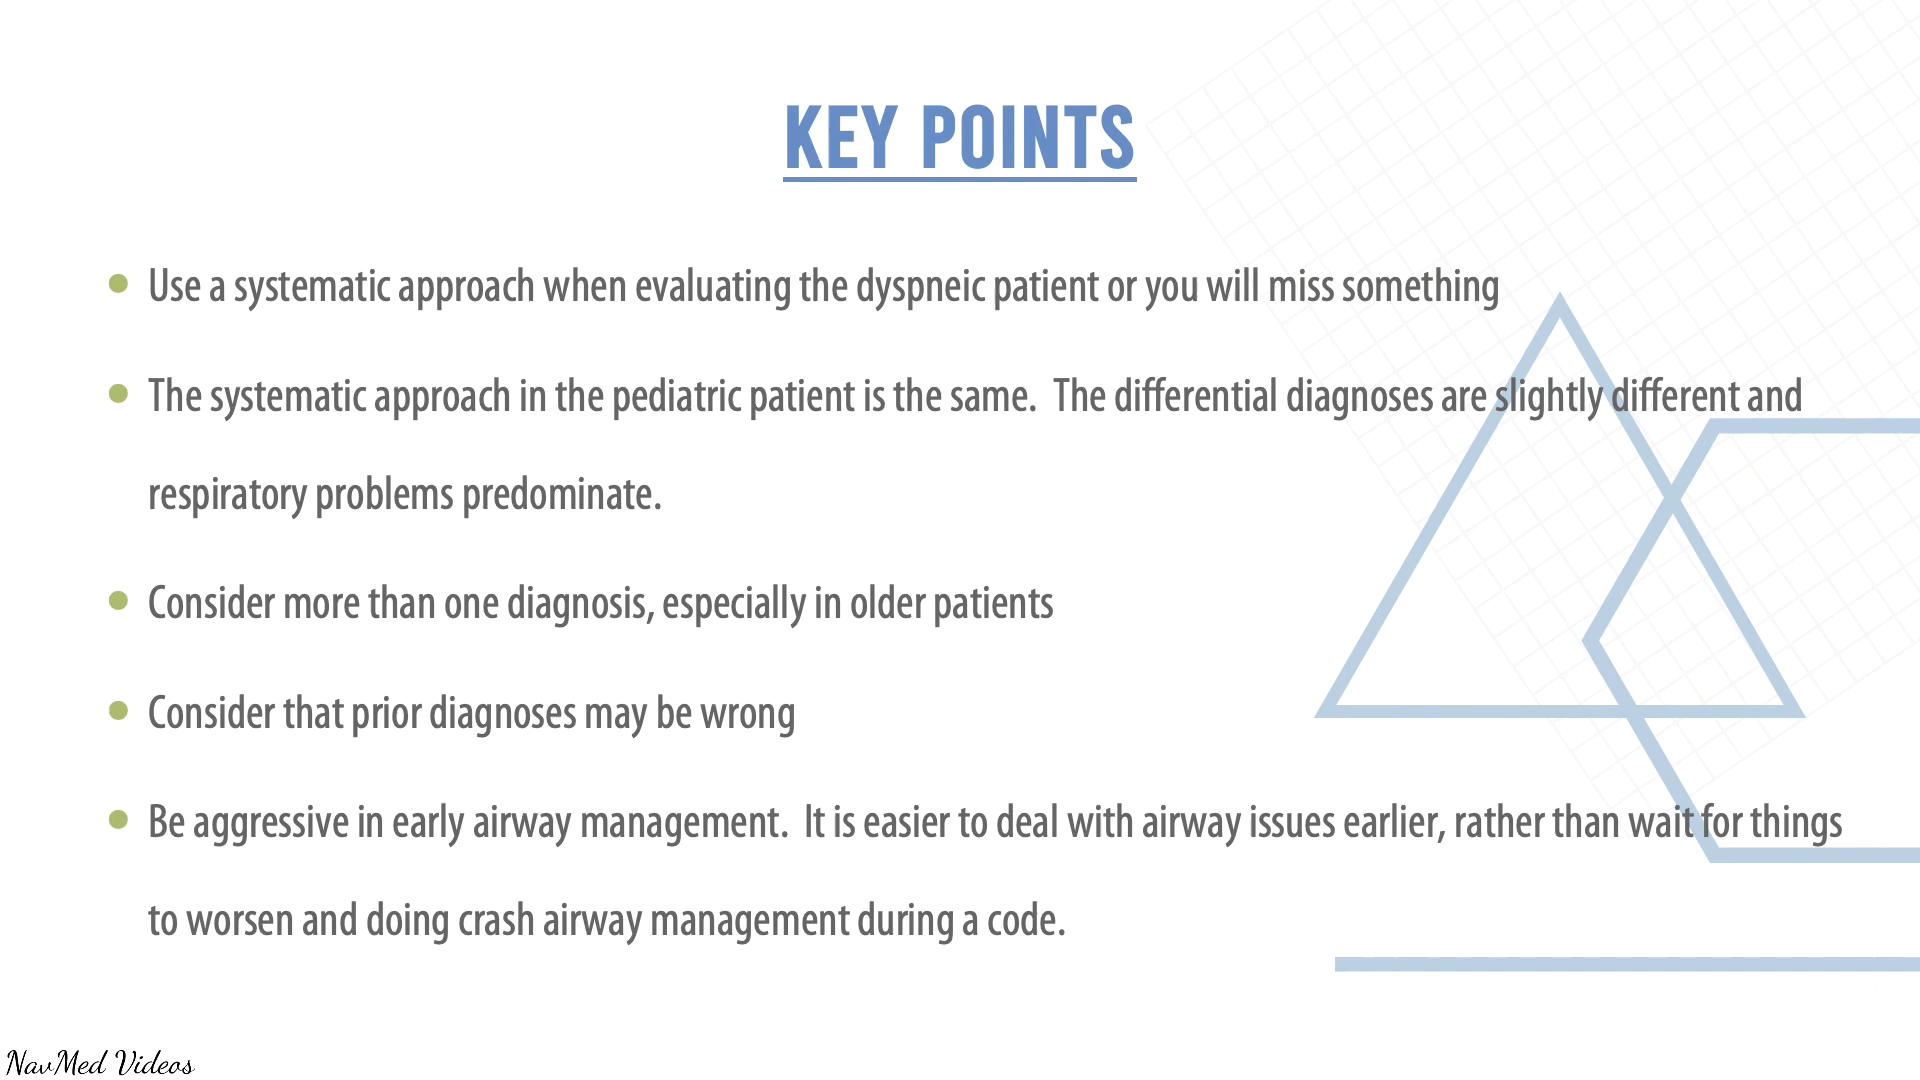 KEY POINTS
Use a systematic approach when evaluating the dyspneic patient or you will miss something
The systematic approach in the pediatric patient is the same.  The differential diagnoses are slightly different and
respiratory problems predominate.
Consider more than one diagnosis, especially in older patients
Consider that prior diagnoses may be wrong
Be aggressive in early airway management.  It is easier to deal with airway issues earlier, rather than wait for things
to worsen and doing crash airway management during a code.
NavMed Videos